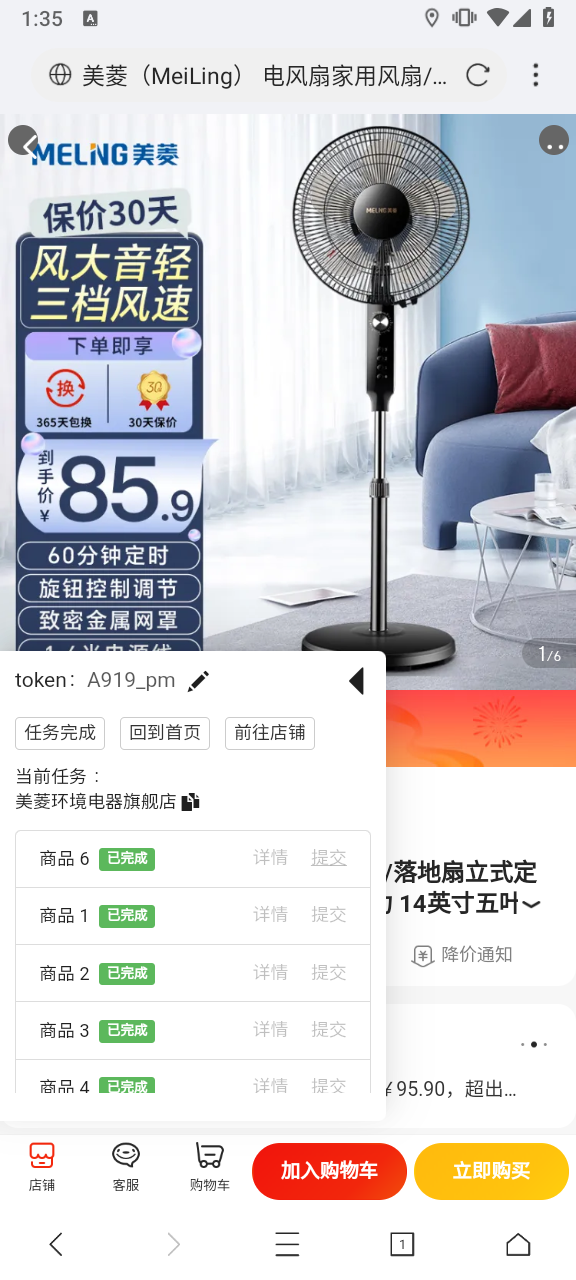 1:35
A
美菱（MeiLing） 电风扇家用风扇/...
MELING美菱
保价30天
风大音轻
三档风速
下单即享
换
30
365天包换
30天保价
到手价¥85.9
60分钟定时
旋钮控制调节
致密金属网罩
MELING美菱
1/6
token： A919_pm
任务完成
回到首页
前往店铺
当前任务：
美菱环境电器旗舰店
商品 6 已完成 详情 提交
商品 1 已完成 详情 提交
商品 2 已完成 详情 提交
商品 3 已完成 详情 提交
商品 4 已完成 详情 提交
/落地扇立式定
14英寸五叶
降价通知
¥95.90，超出...
店铺
客服
购物车
加入购物车
立即购买
1